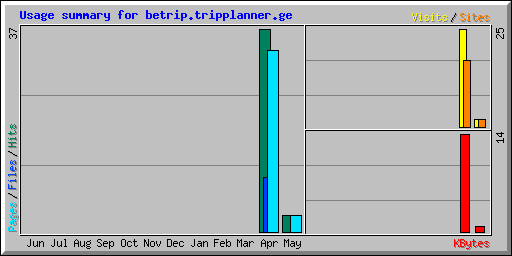 Usage summary for betrip.tripplanner.ge
Visits / Sites
37
25
14
Pages / Files / Hits
Jun Jul Aug Sep Oct Nov Dec Jan Feb Mar Apr May
KBytes